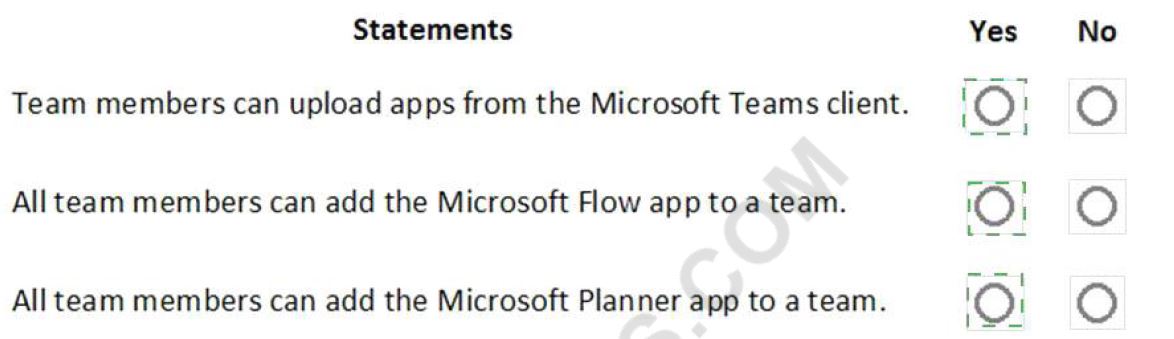 Statements Yes No
Team members can upload apps from the Microsoft Teams client.
All team members can add the Microsoft Flow app to a team.
All team members can add the Microsoft Planner app to a team.
S.COM